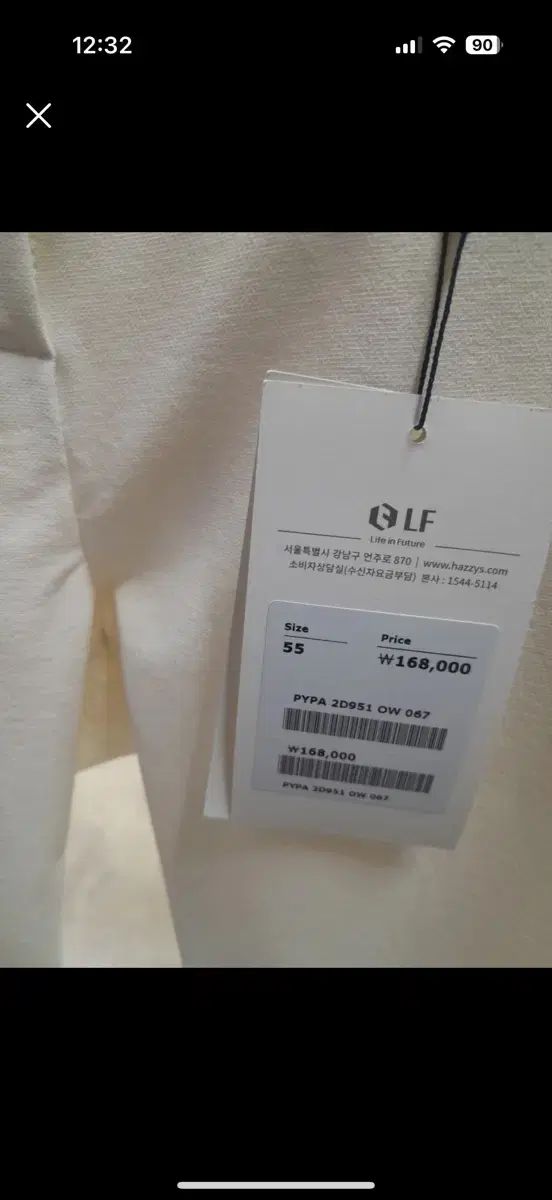 12:32
90
LF
Life in Future
서울특별시 강남구 언주로 870 | www.hazzys.com
소비자상담실(수신자요금부담) 본사 : 1544-5114
Size Price
55 ₩168,000
PYPA 2D951 OW 067
₩168,000
PYPA 2D951 OW 067